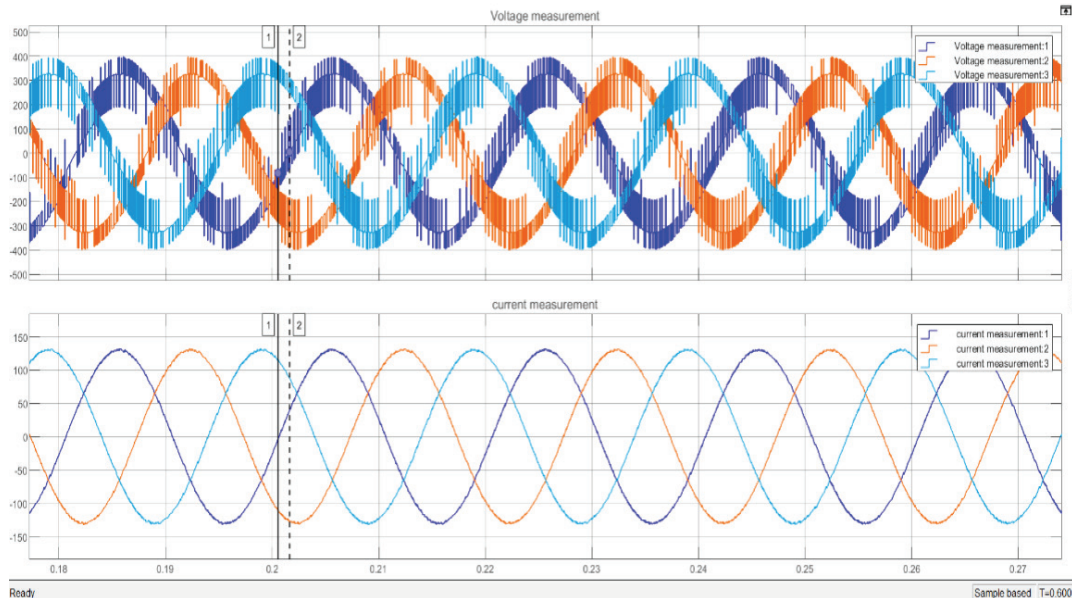 Voltage measurement
500
400
300
200
100
0
-100
-200
-300
-400
-500
1
2
Voltage measurement:1
Voltage measurement:2
Voltage measurement:3
current measurement
150
100
50
0
-50
-100
-150
1
2
current measurement:1
current measurement:2
current measurement:3
0.18 0.19 0.2 0.21 0.22 0.23 0.24 0.25 0.26 0.27
Ready Sample based T=0.600